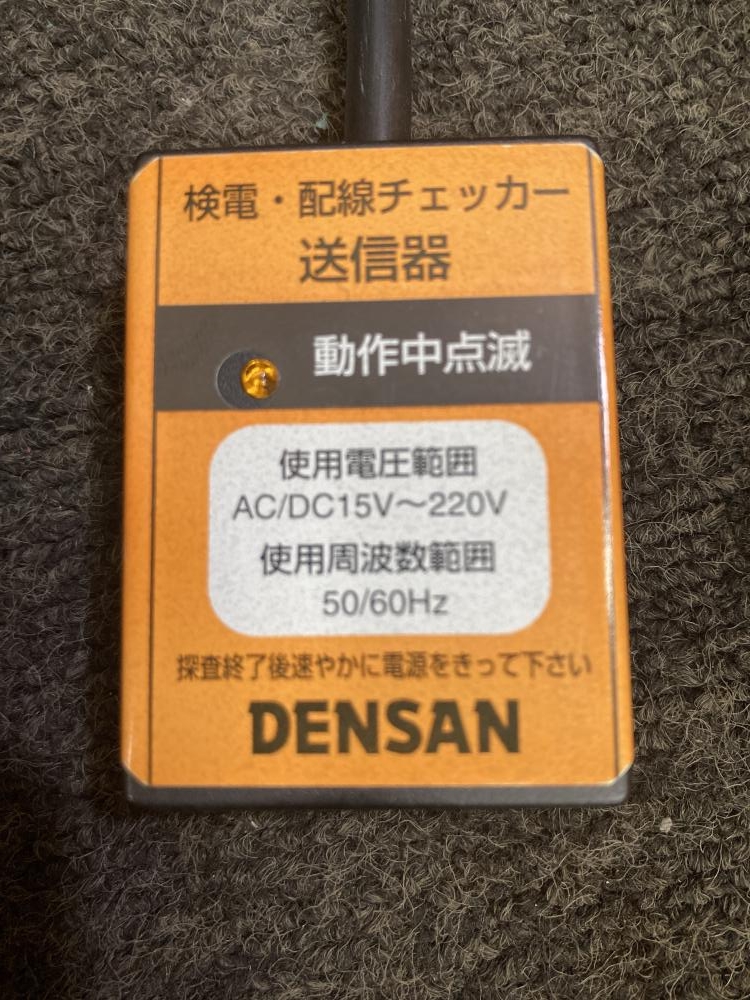 検電・配線チェッカー
送信器
動作中点滅
使用電圧範囲
AC/DC15V～220V
使用周波数範囲
50/60Hz
探査終了後速やかに電源をきって下さい
DENSAN